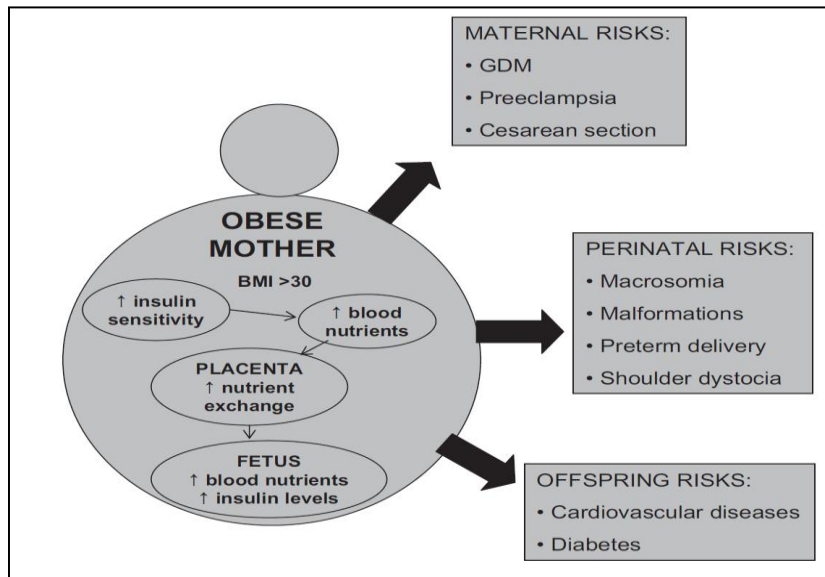 MATERNAL RISKS:
• GDM
• Preeclampsia
• Cesarean section
OBESE
MOTHER
BMI >30
↑ insulin
sensitivity
↑ blood
nutrients
PLACENTA
↑ nutrient
exchange
FETUS
↑ blood nutrients
↑ insulin levels
PERINATAL RISKS:
• Macrosomia
• Malformations
• Preterm delivery
• Shoulder dystocia
OFFSPRING RISKS:
• Cardiovascular diseases
• Diabetes